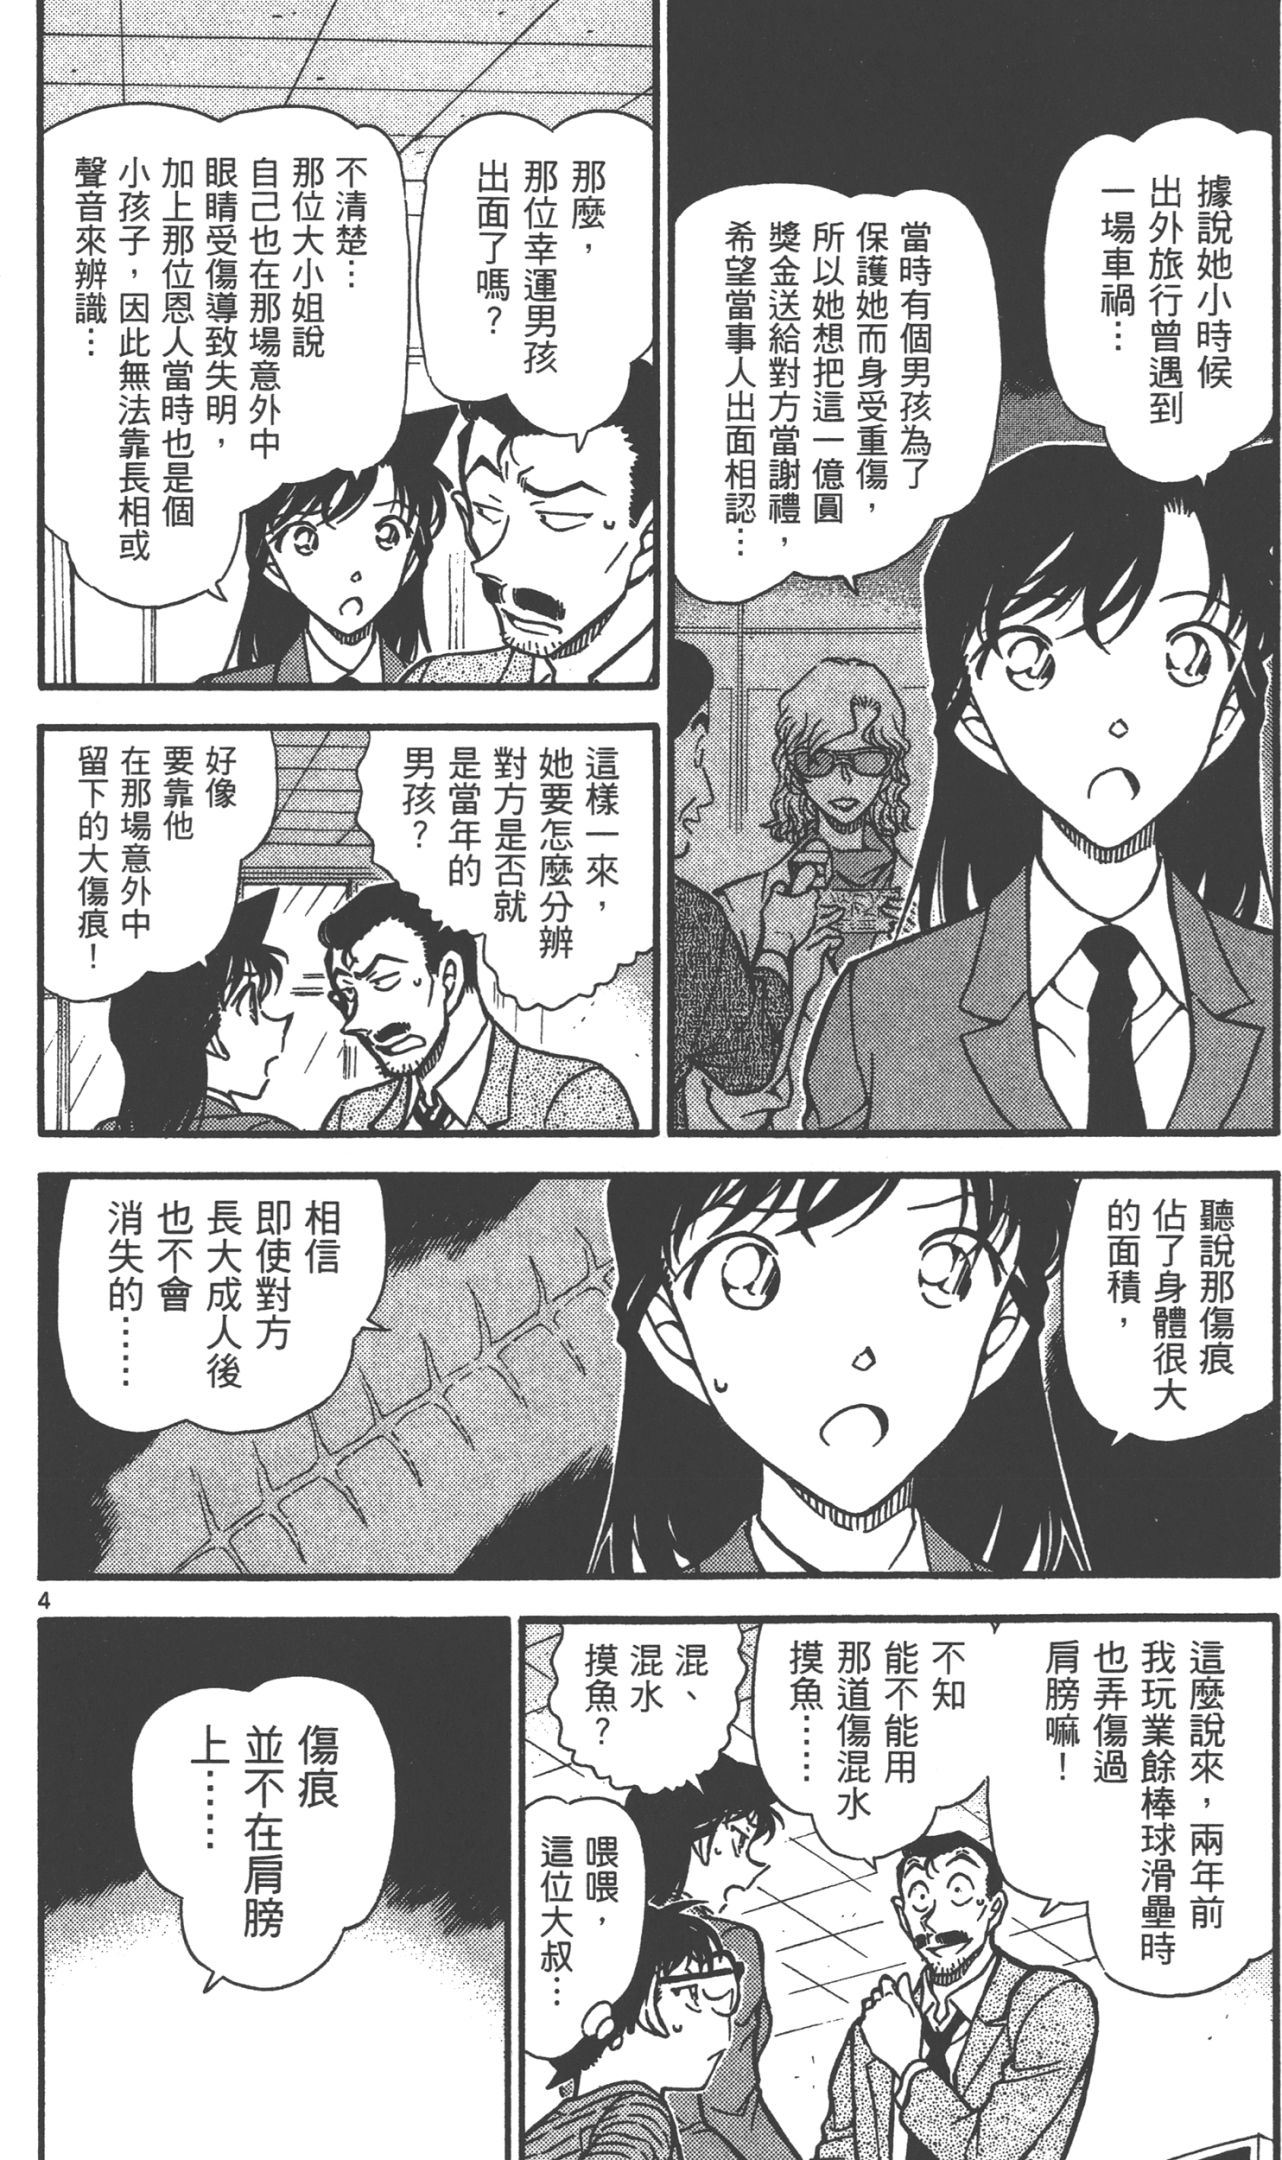 據說她小時候
出外旅行曾遇到
一場車禍…
當時有個男孩為了
保護她而身受重傷，
所以她想把這一億圓
獎金送給對方當謝禮，
希望當事人出面相認…
那麼，
那位幸運男孩
出面了嗎？
不清楚…
那位大小姐說
自己也在那場意外中
眼睛受傷導致失明，
加上那位恩人當時也是個
小孩子，因此無法靠長相或
聲音來辨識…
這樣一來，
她要怎麼分辨
對方是否就
是當年的
男孩？
好像
要靠他
在那場意外中
留下的大傷痕！
聽說那傷痕
佔了身體很大
的面積，
相信
即使對方
長大成人後
也不會
消失的……
這麼說來，兩年前
我玩業餘棒球滑壘時
也弄傷過
肩膀嘛！
不知
能不能用
那道傷混水
摸魚……
混、
混水
摸魚？
喂喂，
這位大叔…
傷痕
並不在肩膀
上……
4